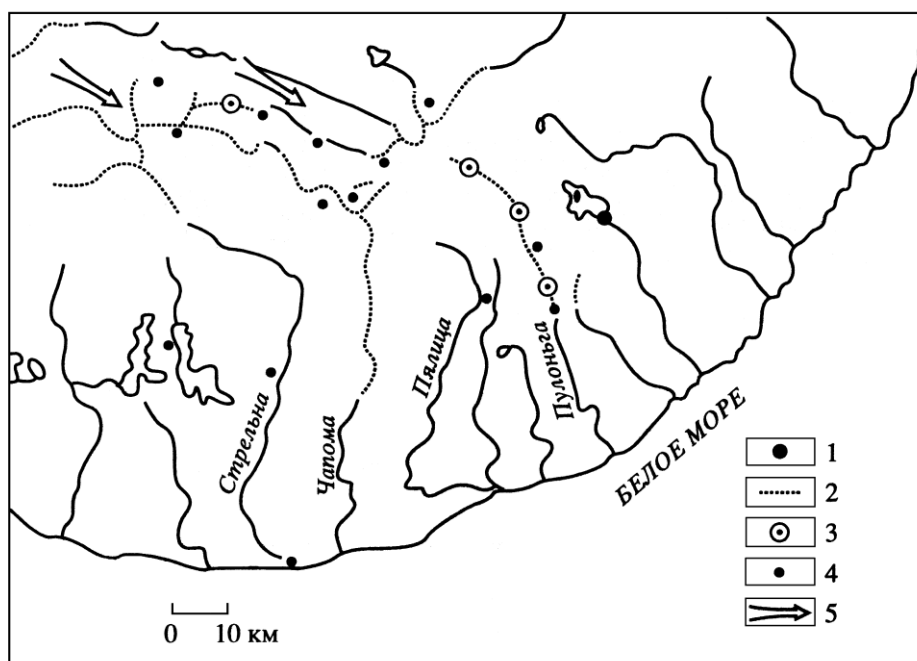 Стрельна
Чапома
Пялица
Пулоньга
БЕЛОЕ МОРЕ
1
2
3
4
5
0 10 км